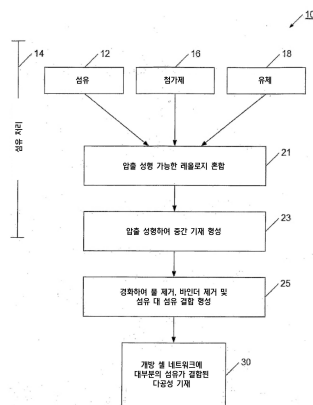 10
14
12
16
18
섬유
첨가제
유체
섬유 처리
21
압출 성형 가능한 레올로지 혼합
23
압출 성형하여 중간 기재 형성
25
경화하여 물 제거, 바인더 제거 및
섬유 대 섬유 결합 형성
30
개방 셀 네트워크에
대부분의 섬유가 결합된
다공성 기재